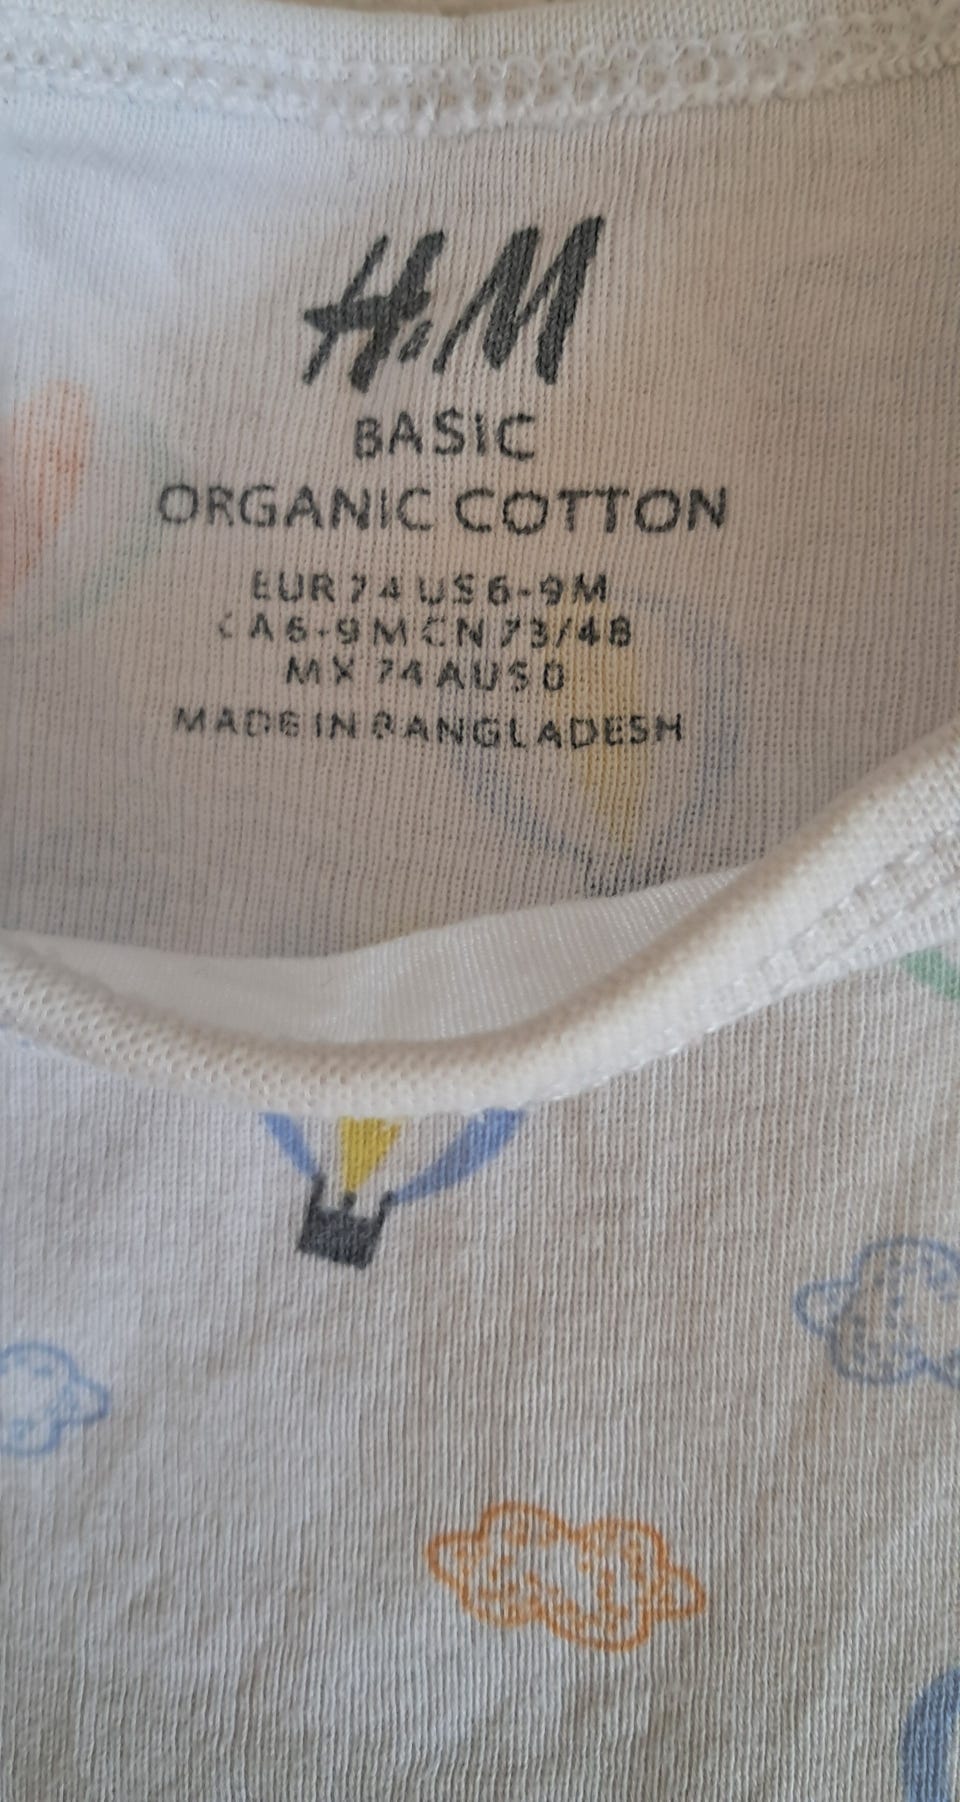 H&M
BASIC
ORGANIC COTTON
EUR 74 US 6-9M
CA 6-9M CN 73/48
MX 74 AUS 0
MADE IN BANGLADESH